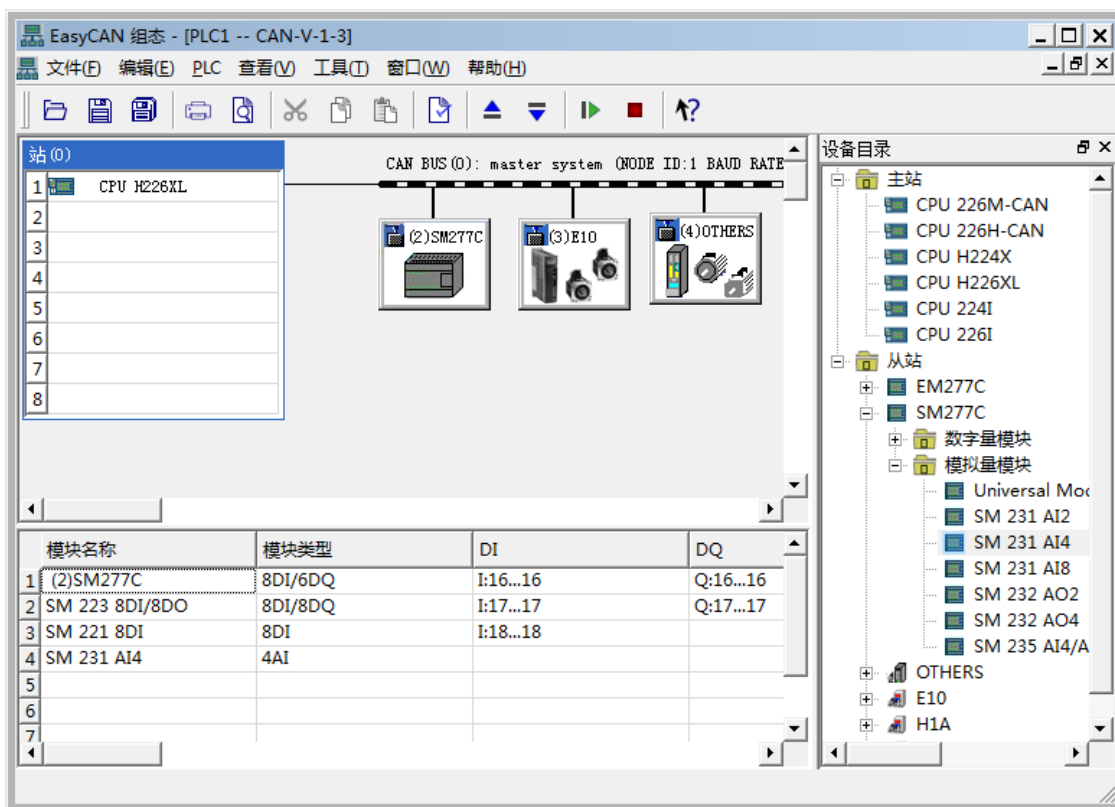 EasyCAN 组态 - [PLC1 -- CAN-V-1-3]
文件(F) 编辑(E) PLC 查看(V) 工具(T) 窗口(W) 帮助(H)
站(0)
1 CPV H226XL
2
3
4
5
6
7
8
CAN BUS(0): master system (NODE ID:1 BAUD RATE
(2)SM277C
(3)E10
(4)OTHERS
模块名称 模块类型 DI DQ
1 (2)SM277C 8DI/6DQ I:16...16 Q:16...16
2 SM 223 8DI/8DO 8DI/8DQ I:17...17 Q:17...17
3 SM 221 8DI 8DI I:18...18
4 SM 231 AI4 4AI
5
6
7
设备目录
主站
CPU 226M-CAN
CPU 226H-CAN
CPU H224X
CPU H226XL
CPU 224I
CPU 226I
从站
EM277C
SM277C
数字量模块
模拟量模块
Universal Mod
SM 231 AI2
SM 231 AI4
SM 231 AI8
SM 232 AO2
SM 232 AO4
SM 235 AI4/A
OTHERS
E10
H1A